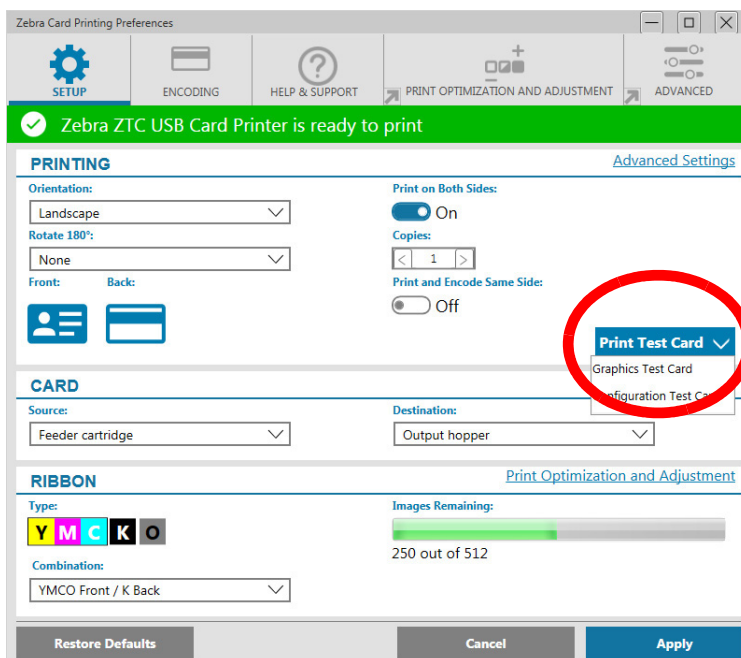 Zebra Card Printing Preferences
SETUP
ENCODING
HELP & SUPPORT
PRINT OPTIMIZATION AND ADJUSTMENT
ADVANCED
Zebra ZTC USB Card Printer is ready to print
PRINTING
Advanced Settings
Orientation:
Landscape
Rotate 180°:
None
Front: Back:
Print on Both Sides:
On
Copies:
1
Print and Encode Same Side:
Off
Print Test Card
Graphics Test Card
Configuration Test Card
CARD
Source:
Feeder cartridge
Destination:
Output hopper
RIBBON
Print Optimization and Adjustment
Type:
Y M C K O
Combination:
YMCO Front / K Back
Images Remaining:
250 out of 512
Restore Defaults
Cancel
Apply